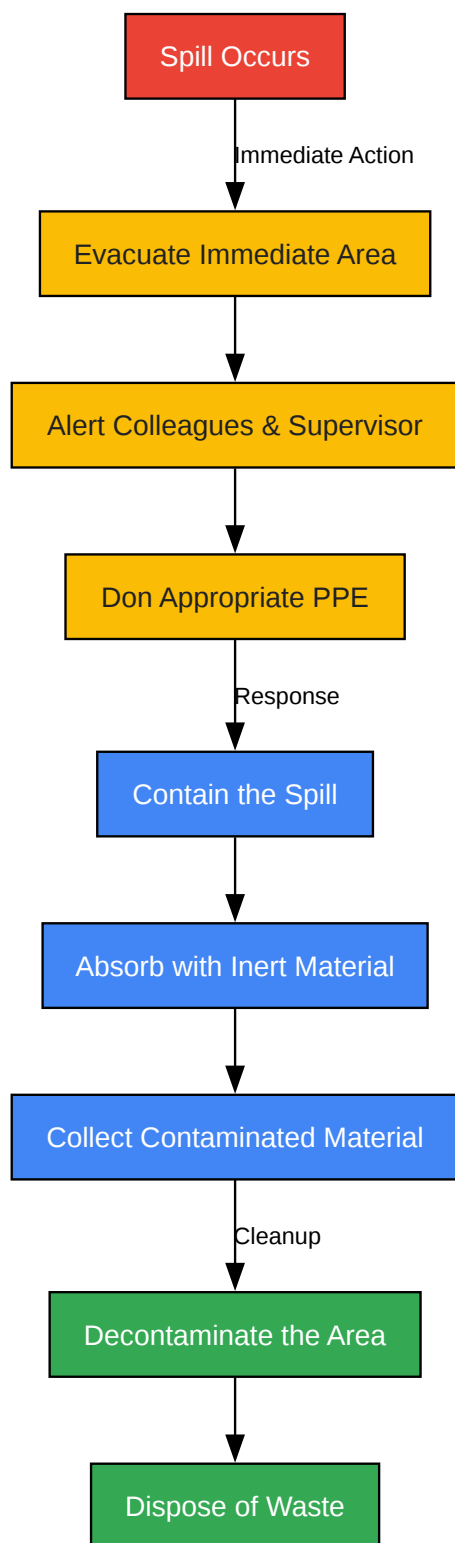 Spill Occurs
Immediate Action
Evacuate Immediate Area
Alert Colleagues & Supervisor
Don Appropriate PPE
Response
Contain the Spill
Absorb with Inert Material
Collect Contaminated Material
Cleanup
Decontaminate the Area
Dispose of Waste